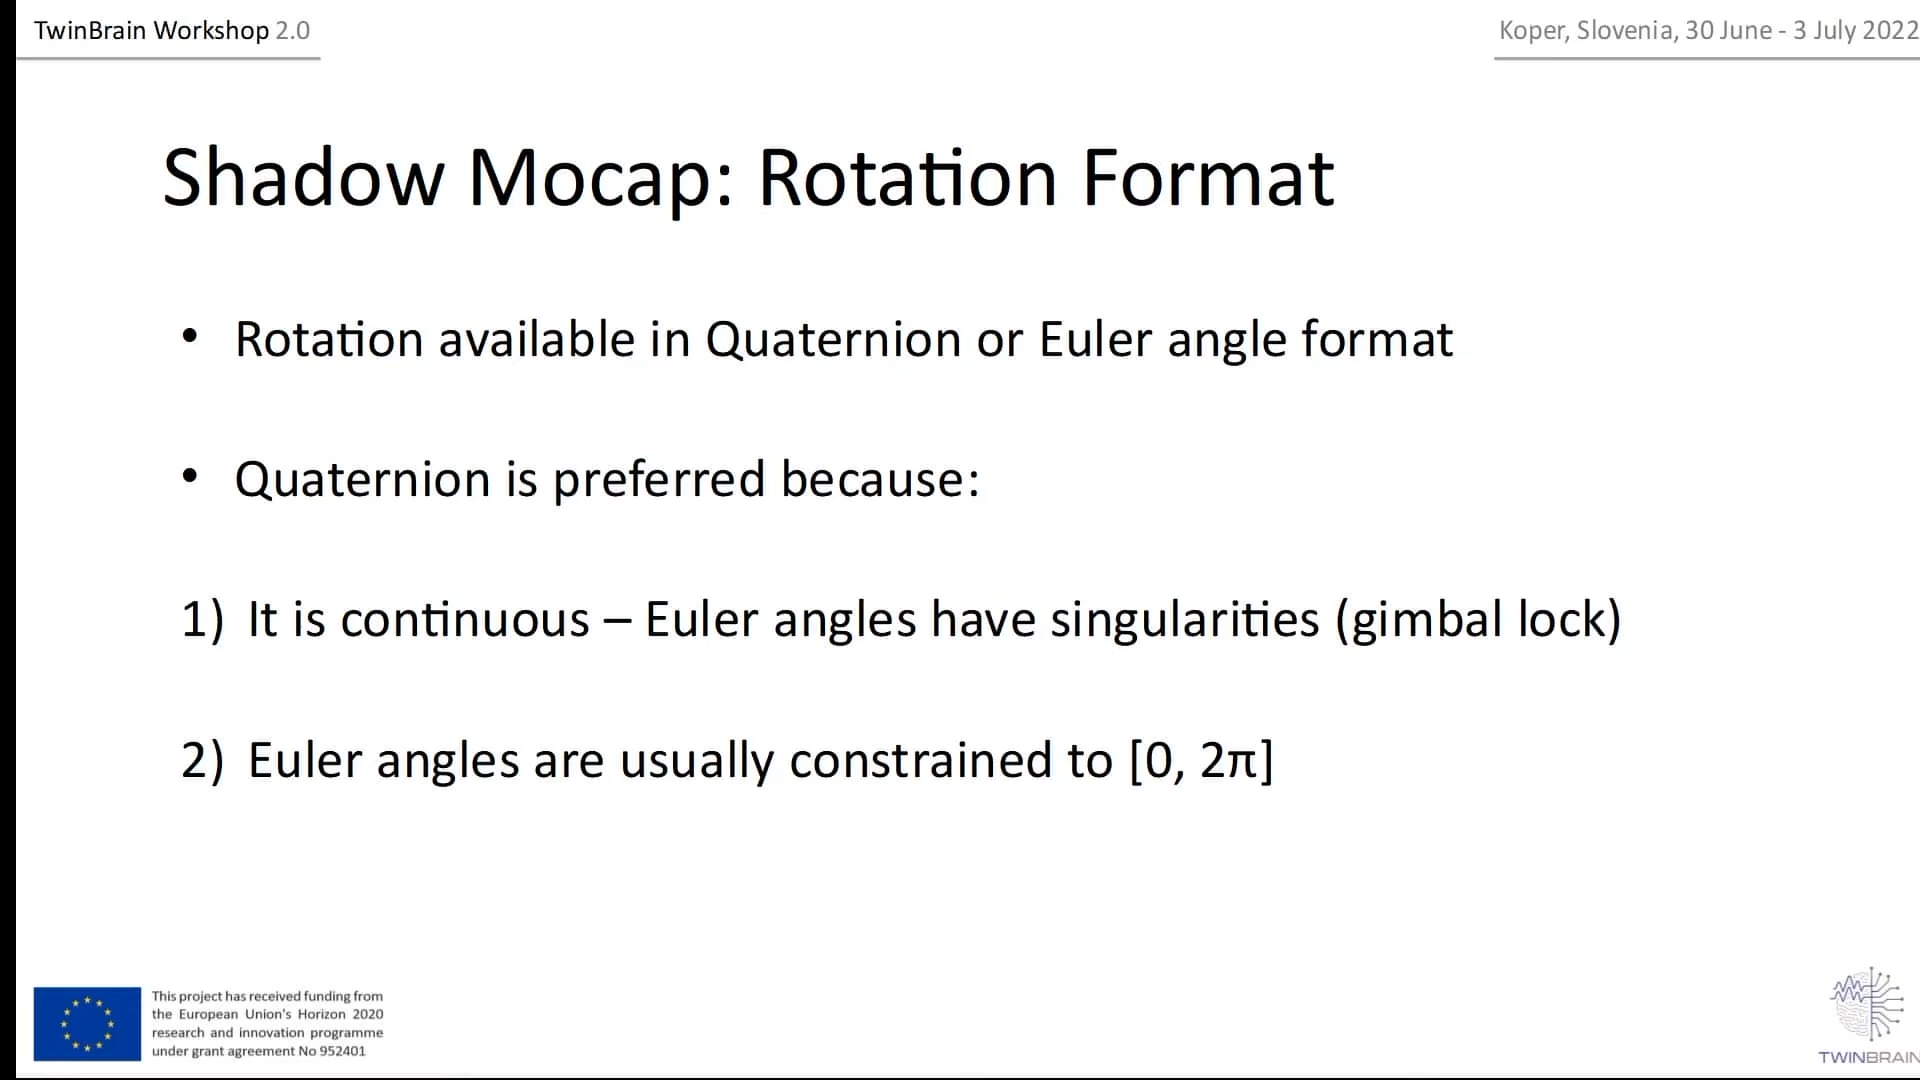 TwinBrain Workshop 2.0
Koper, Slovenia, 30 June - 3 July 2022
Shadow Mocap: Rotation Format
• Rotation available in Quaternion or Euler angle format
• Quaternion is preferred because:
1) It is continuous – Euler angles have singularities (gimbal lock)
2) Euler angles are usually constrained to [0, 2π]
This project has received funding from
the European Union's Horizon 2020
research and innovation programme
under grant agreement No 952401
TWINBRAIN